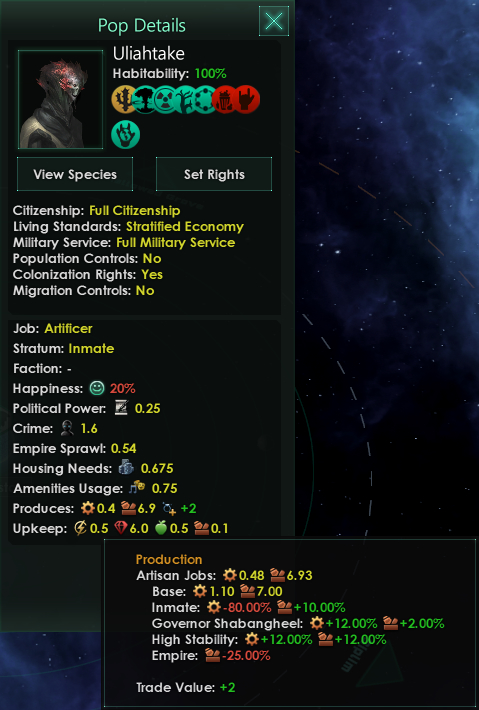 Pop Details
Uliahtake
Habitability: 100%
View Species
Set Rights
Citizenship: Full Citizenship
Living Standards: Stratified Economy
Military Service: Full Military Service
Population Controls: No
Colonization Rights: Yes
Migration Controls: No
Job: Artificer
Stratum: Inmate
Faction: -
Happiness: 20%
Political Power: 0.25
Crime: 1.6
Empire Sprawl: 0.54
Housing Needs: 0.675
Amenities Usage: 0.75
Produces: 0.4 6.9 +2
Upkeep: 0.5 6.0 0.5 0.1
Production
Artisan Jobs: 0.48 6.93
Base: 1.10 7.00
Inmate: -80.00% +10.00%
Governor Shabangheel: +12.00% +2.00%
High Stability: +12.00% +12.00%
Empire: -25.00%
Trade Value: +2